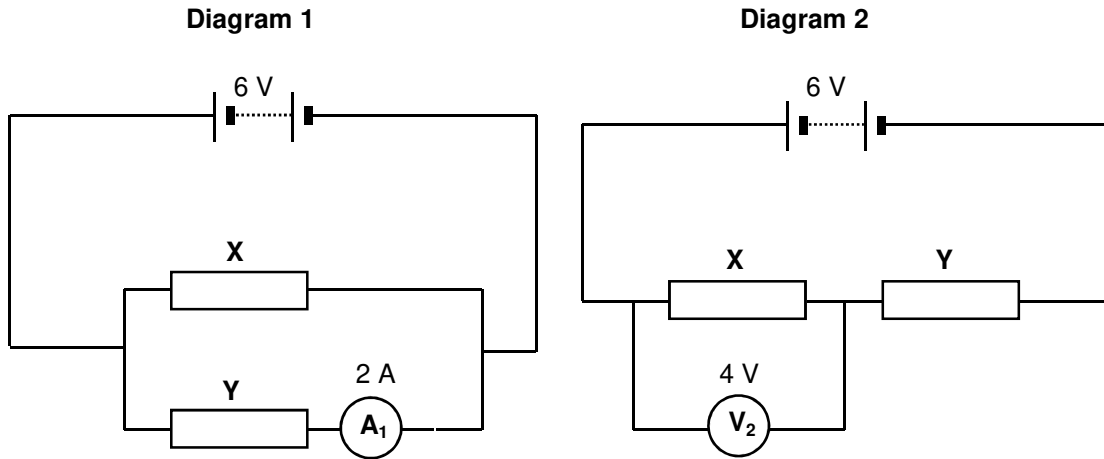 Diagram 1
6 V
X
Y
2 A
A₁
Diagram 2
6 V
X
Y
4 V
V₂